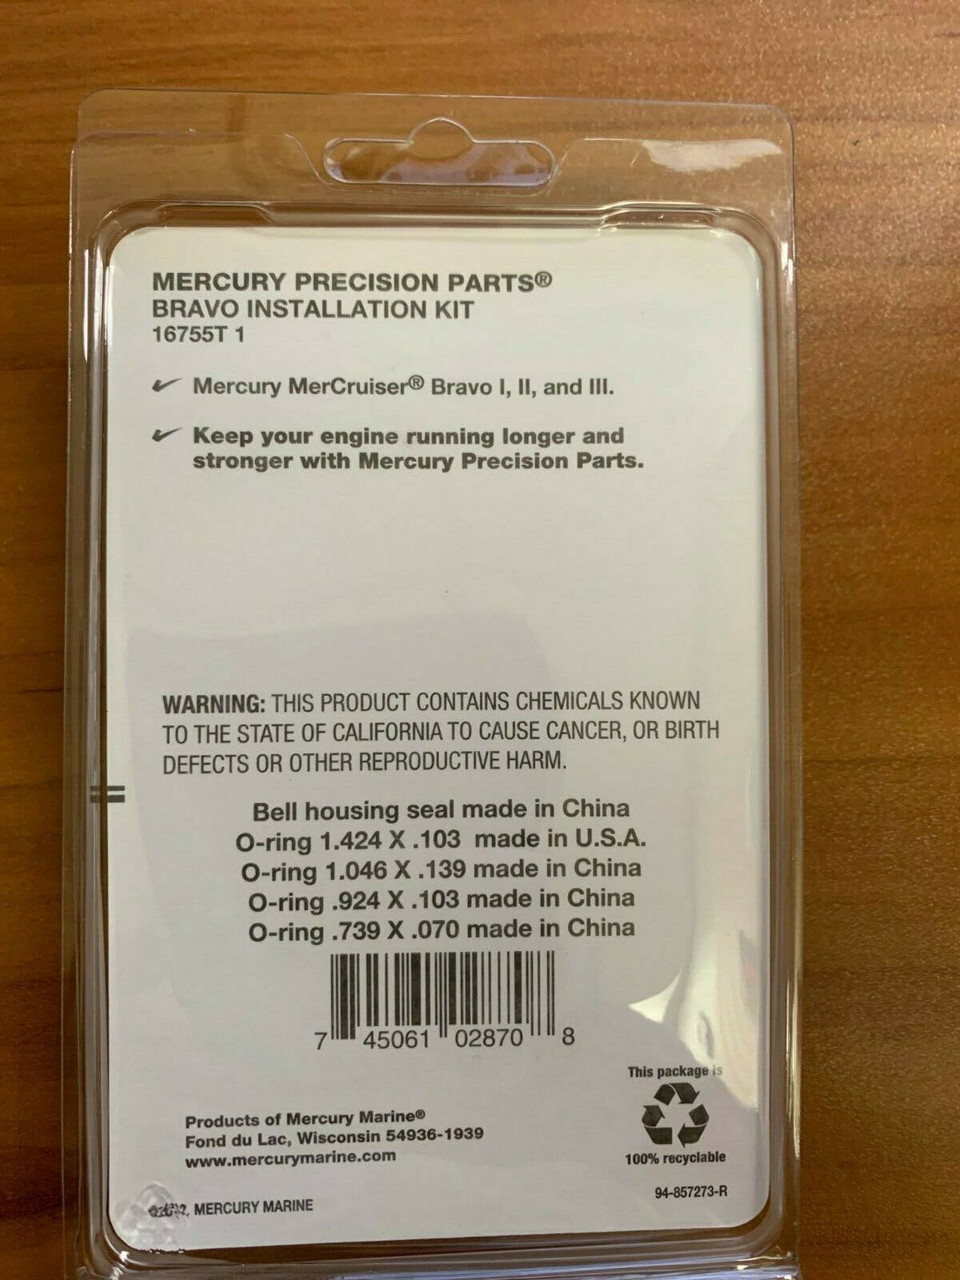 MERCURY PRECISION PARTS®
BRAVO INSTALLATION KIT
16755T 1
Mercury MerCruiser® Bravo I, II, and III.
Keep your engine running longer and
stronger with Mercury Precision Parts.
WARNING: THIS PRODUCT CONTAINS CHEMICALS KNOWN
TO THE STATE OF CALIFORNIA TO CAUSE CANCER, OR BIRTH
DEFECTS OR OTHER REPRODUCTIVE HARM.
Bell housing seal made in China
O-ring 1.424 X .103 made in U.S.A.
O-ring 1.046 X .139 made in China
O-ring .924 X .103 made in China
O-ring .739 X .070 made in China
7 45061 02870 8
This package is
100% recyclable
Products of Mercury Marine®
Fond du Lac, Wisconsin 54936-1939
www.mercurymarine.com
94-857273-R
MERCURY MARINE